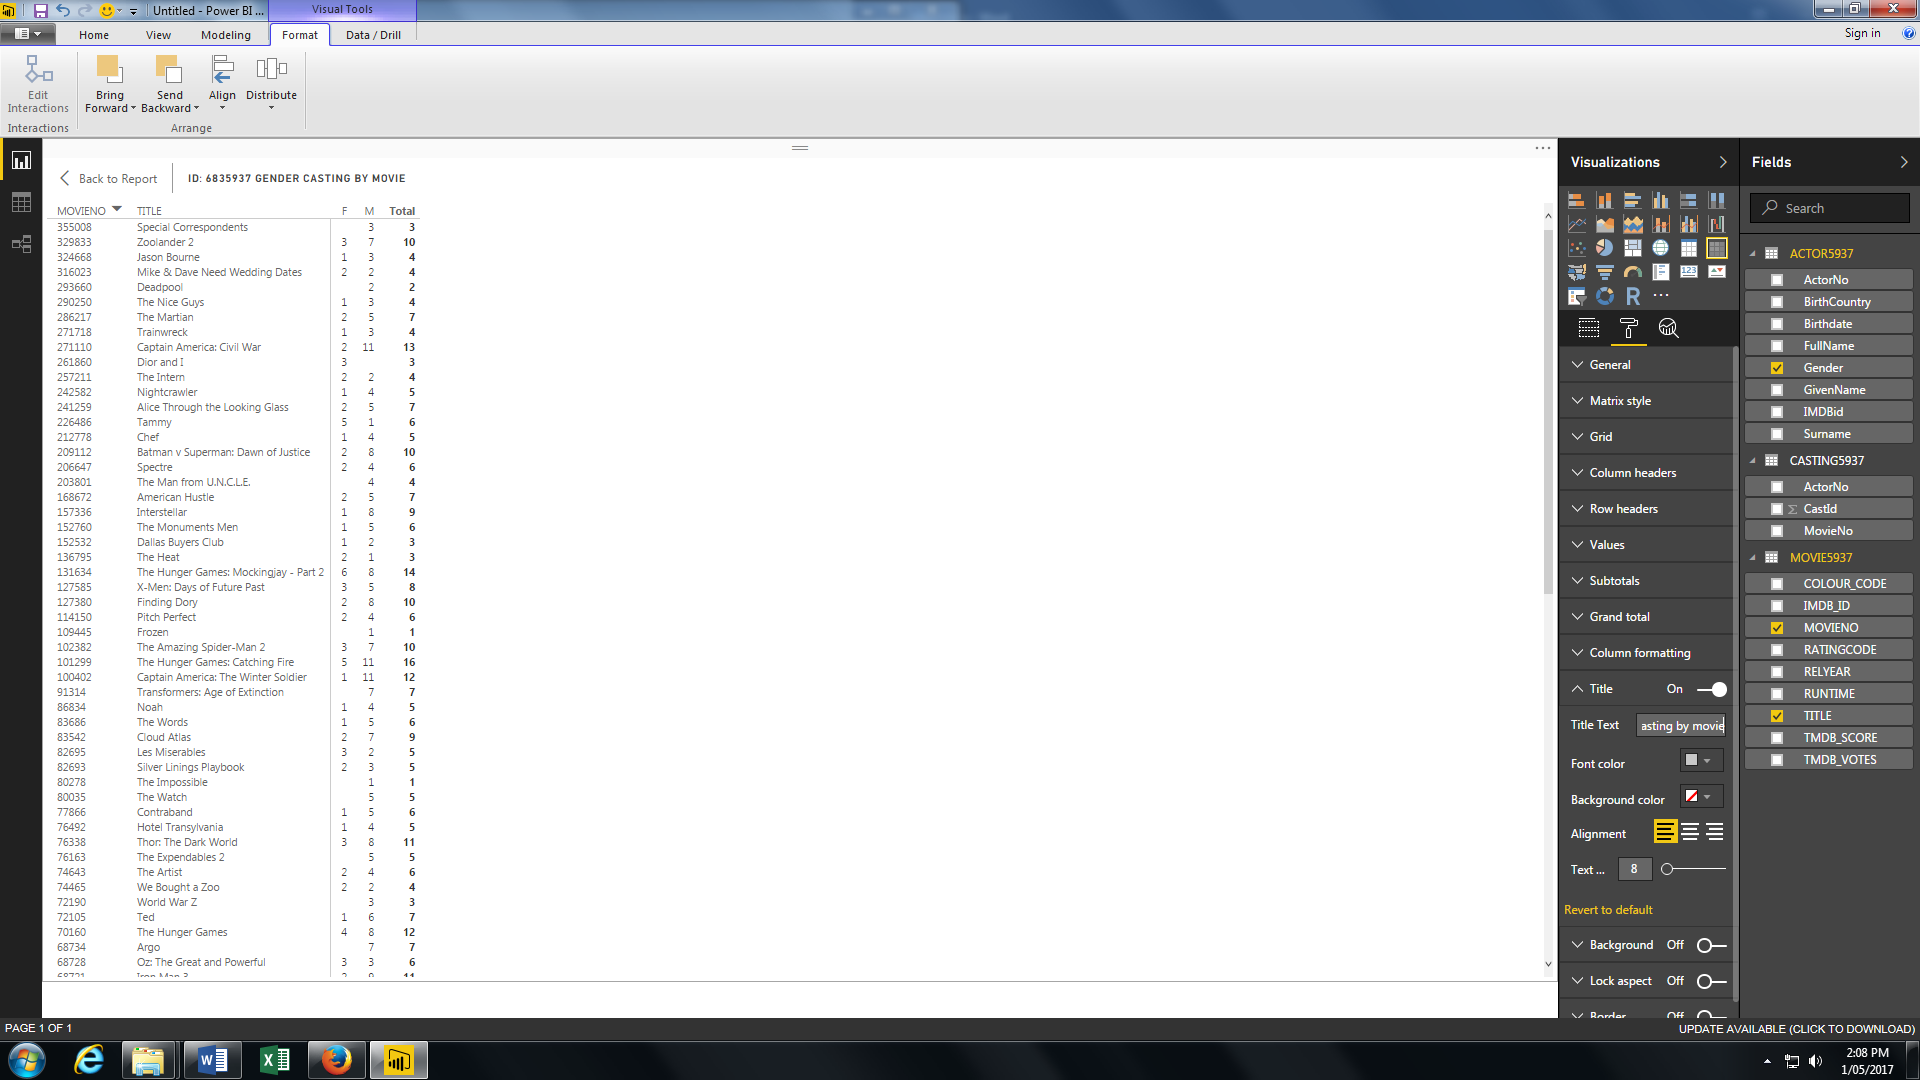 Untitled - Power BI ...
Visual Tools
Home View Modeling Format Data / Drill
Sign in
Edit Interactions
Bring Forward
Send Backward
Align
Distribute
Interactions
Arrange
Back to Report
ID: 6835937 GENDER CASTING BY MOVIE
MOVIENO TITLE F M Total
355008 Special Correspondents 3 3
329833 Zoolander 2 3 7 10
324668 Jason Bourne 1 3 4
316023 Mike & Dave Need Wedding Dates 2 2 4
293660 Deadpool 2 2
290250 The Nice Guys 1 3 4
286217 The Martian 2 5 7
271718 Trainwreck 1 3 4
271110 Captain America: Civil War 2 11 13
261860 Dior and I 3 3
257211 The Intern 2 2 4
242582 Nightcrawler 1 4 5
241259 Alice Through the Looking Glass 2 5 7
226486 Tammy 5 1 6
212778 Chef 1 4 5
209112 Batman v Superman: Dawn of Justice 2 8 10
206647 Spectre 2 4 6
203801 The Man from U.N.C.L.E. 4 4
168672 American Hustle 2 5 7
157336 Interstellar 1 8 9
152760 The Monuments Men 1 5 6
152532 Dallas Buyers Club 1 2 3
136795 The Heat 2 1 3
131634 The Hunger Games: Mockingjay - Part 2 6 8 14
127585 X-Men: Days of Future Past 3 5 8
127380 Finding Dory 2 8 10
114150 Pitch Perfect 2 4 6
109445 Frozen 1 1
102382 The Amazing Spider-Man 2 3 7 10
101299 The Hunger Games: Catching Fire 5 11 16
100402 Captain America: The Winter Soldier 1 11 12
91314 Transformers: Age of Extinction 7 7
86834 Noah 1 4 5
83686 The Words 1 5 6
83542 Cloud Atlas 2 7 9
82695 Les Miserables 3 2 5
82693 Silver Linings Playbook 2 3 5
80278 The Impossible 1 1
80035 The Watch 5 5
77866 Contraband 1 5 6
76492 Hotel Transylvania 1 4 5
76338 Thor: The Dark World 3 8 11
76163 The Expendables 2 5 5
74643 The Artist 2 4 6
74465 We Bought a Zoo 2 2 4
72190 World War Z 3 3
72105 Ted 1 6 7
70160 The Hunger Games 4 8 12
68734 Argo 7 7
68728 Oz: The Great and Powerful 3 3 6
68721 Iron Man 3 2 9 11
Visualizations
123
R
General
Matrix style
Grid
Column headers
Row headers
Values
Subtotals
Grand total
Column formatting
Title On
Title Text asting by movie
Font color
Background color
Alignment
Text ... 8
Revert to default
Background Off
Lock aspect Off
Border Off
Fields
Search
ACTOR5937
ActorNo
BirthCountry
Birthdate
FullName
Gender
GivenName
IMDBid
Surname
CASTING5937
ActorNo
Σ CastId
MovieNo
MOVIE5937
COLOUR_CODE
IMDB_ID
MOVIENO
RATINGCODE
RELYEAR
RUNTIME
TITLE
TMDB_SCORE
TMDB_VOTES
PAGE 1 OF 1
UPDATE AVAILABLE (CLICK TO DOWNLOAD)
2:08 PM
1/05/2017